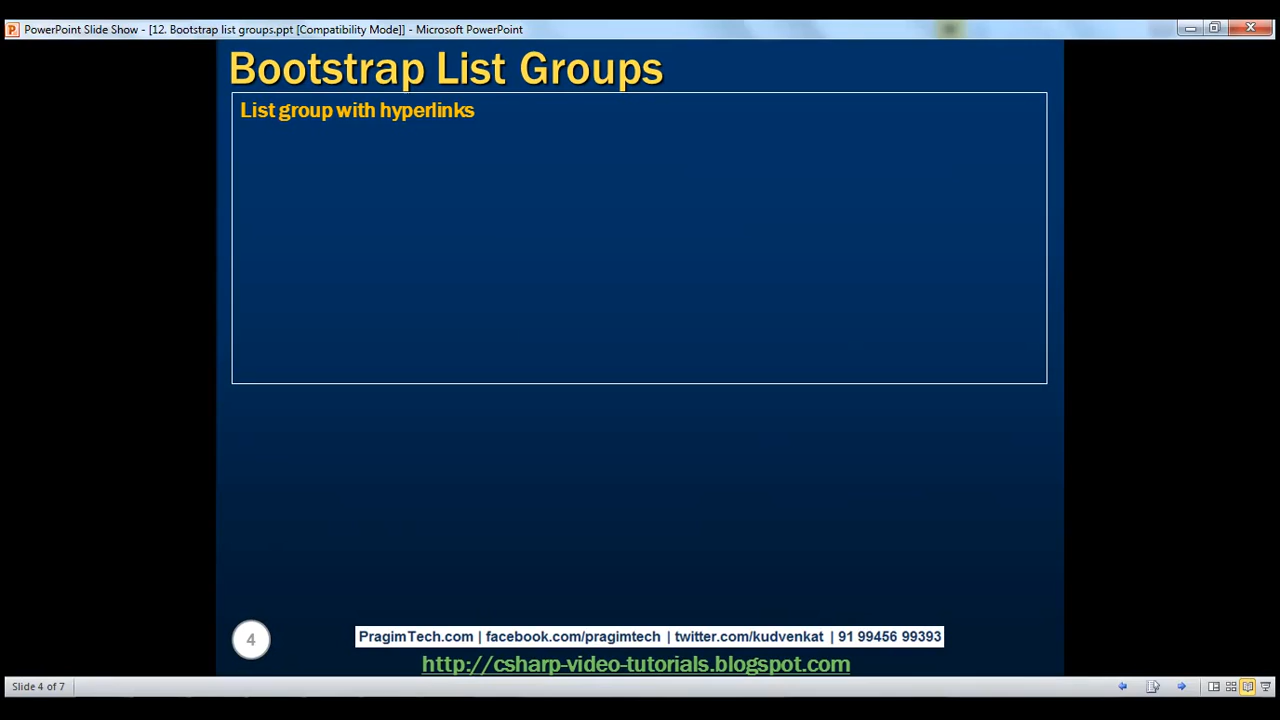 PowerPoint Slide Show - [12. Bootstrap list groups.ppt [Compatibility Mode]] - Microsoft PowerPoint
Bootstrap List Groups
List group with hyperlinks
4
PragimTech.com | facebook.com/pragimtech | twitter.com/kudvenkat | 91 99456 99393
http://csharp-video-tutorials.blogspot.com
Slide 4 of 7